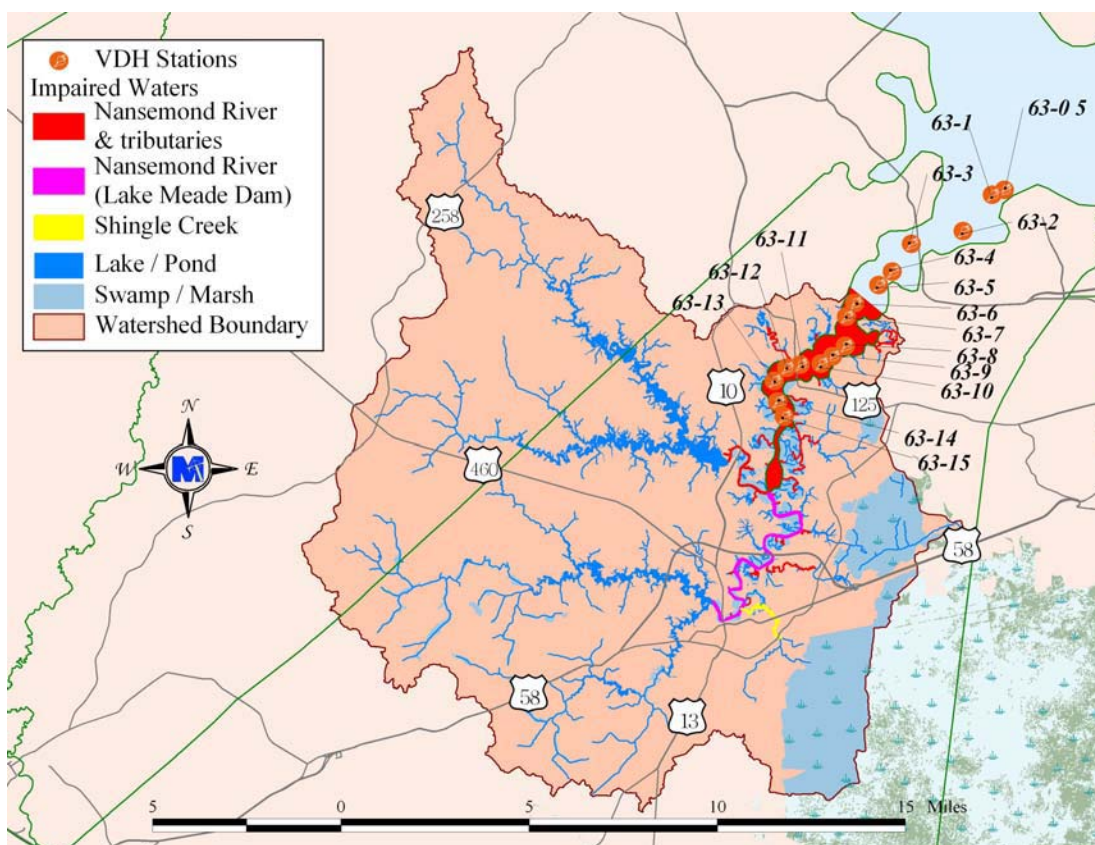 VDH Stations
Impaired Waters
Nansemond River
& tributaries
Nansemond River
(Lake Meade Dam)
Shingle Creek
Lake / Pond
Swamp / Marsh
Watershed Boundary
63-1
63-0 5
63-3
63-2
63-11
63-4
63-12
63-5
63-13
63-6
63-7
63-8
63-9
63-10
63-14
63-15
258
10
125
460
58
58
13
N
W
E
S
M
5
0
5
10
15 Miles